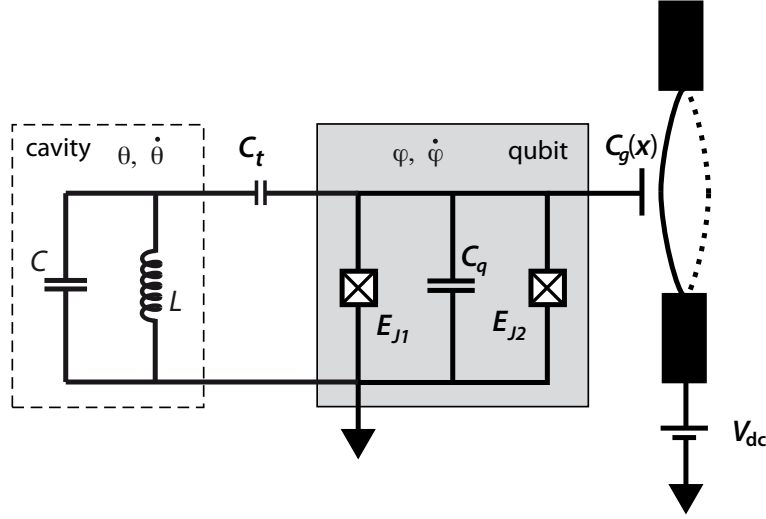 cavity θ, θ̇
C_t
φ, φ̇ qubit
C_g(x)
C
L
E_J1
C_q
E_J2
V_dc